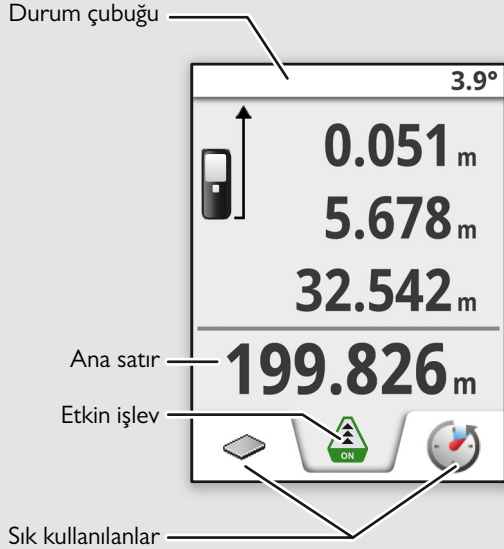 Durum çubuğu
3.9°
0.051 m
5.678 m
32.542 m
Ana satır
199.826 m
Etkin işlev
ON
Sık kullanılanlar